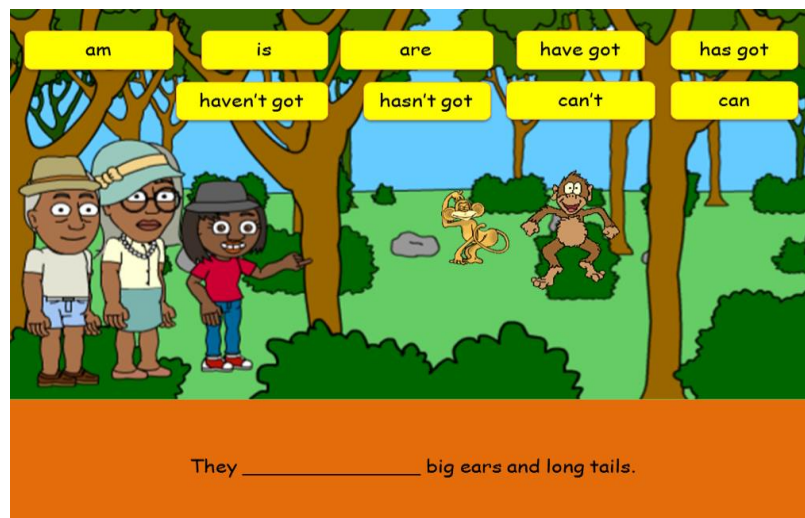 am is are have got has got
haven't got hasn't got can't can
They ________________ big ears and long tails.